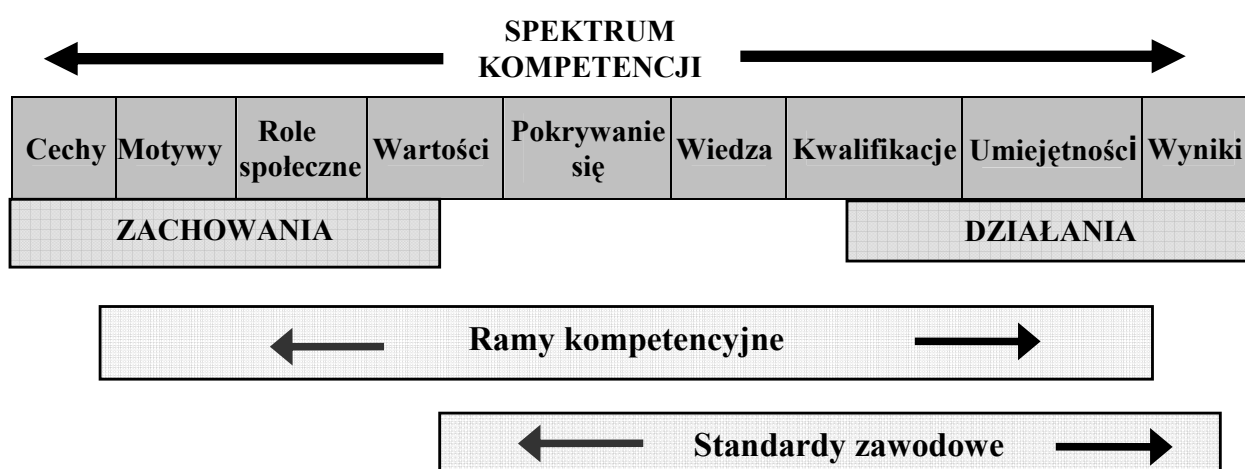 SPEKTRUM
KOMPETENCJI
Cechy Motywy Role społeczne Wartości Pokrywanie się Wiedza Kwalifikacje Umiejętności Wyniki
ZACHOWANIA DZIAŁANIA
Ramy kompetencyjne
Standardy zawodowe